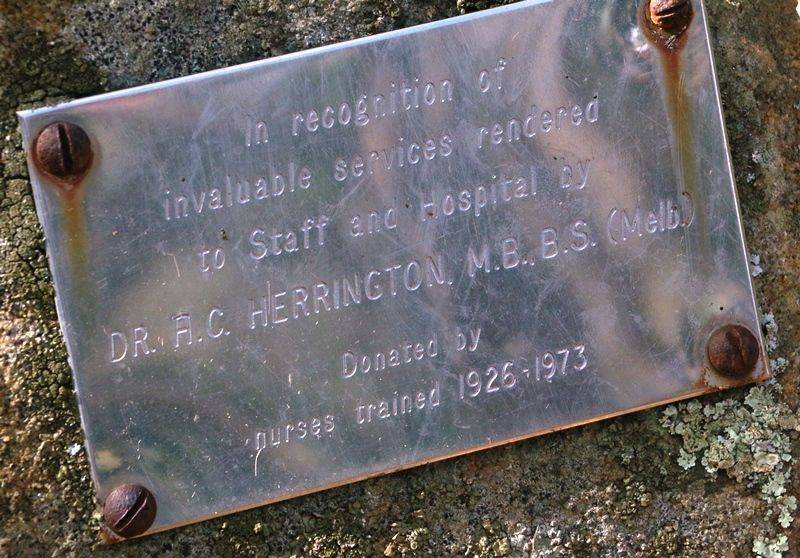 In recognition of
invaluable services rendered
to Staff and Hospital by
DR. A.C. HERRINGTON, M.B., B.S. (Melb.)
Donated by
nurses trained 1926-1973